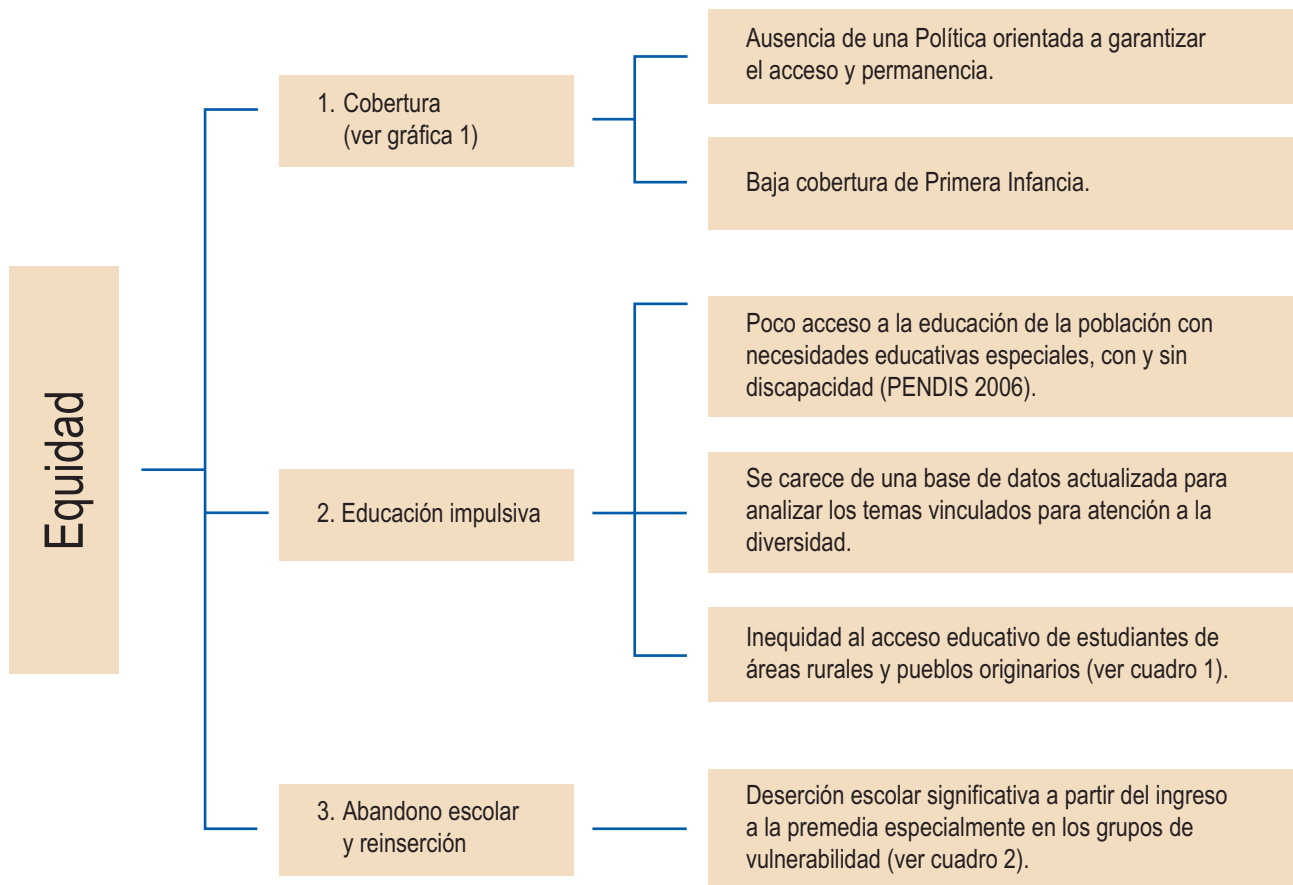 Equidad
1. Cobertura
(ver gráfica 1)
Ausencia de una Política orientada a garantizar
el acceso y permanencia.
Baja cobertura de Primera Infancia.
2. Educación impulsiva
Poco acceso a la educación de la población con
necesidades educativas especiales, con y sin
discapacidad (PENDIS 2006).
Se carece de una base de datos actualizada para
analizar los temas vinculados para atención a la
diversidad.
Inequidad al acceso educativo de estudiantes de
áreas rurales y pueblos originarios (ver cuadro 1).
3. Abandono escolar
y reinserción
Deserción escolar significativa a partir del ingreso
a la premedia especialmente en los grupos de
vulnerabilidad (ver cuadro 2).